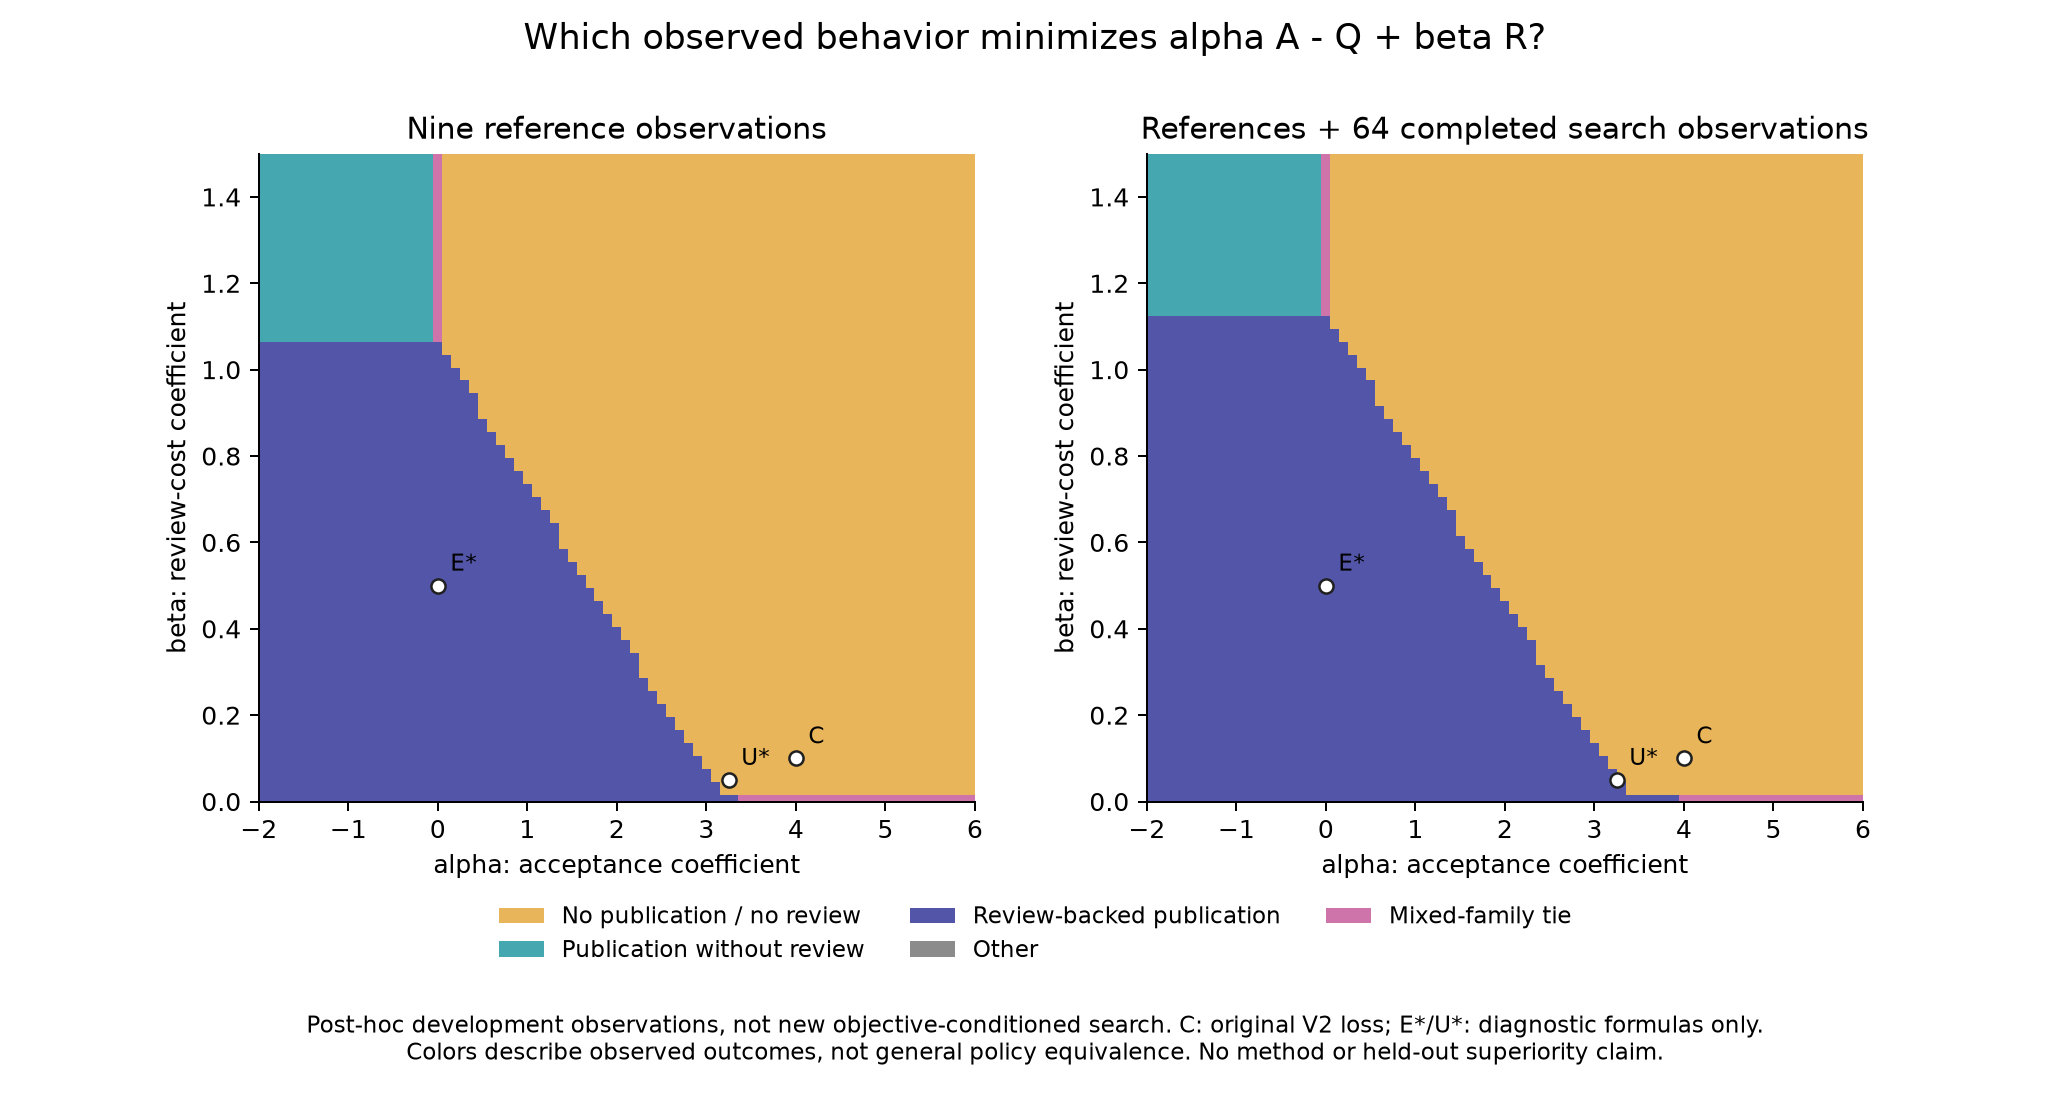 Which observed behavior minimizes alpha A - Q + beta R?
Nine reference observations
1.4
1.2
1.0
0.8
0.6
0.4
0.2
0.0
beta: review-cost coefficient
E*
U*
C
−2 −1 0 1 2 3 4 5 6
alpha: acceptance coefficient
References + 64 completed search observations
1.4
1.2
1.0
0.8
0.6
0.4
0.2
0.0
beta: review-cost coefficient
E*
U*
C
−2 −1 0 1 2 3 4 5 6
alpha: acceptance coefficient
No publication / no review
Publication without review
Review-backed publication
Other
Mixed-family tie
Post-hoc development observations, not new objective-conditioned search. C: original V2 loss; E*/U*: diagnostic formulas only.
Colors describe observed outcomes, not general policy equivalence. No method or held-out superiority claim.